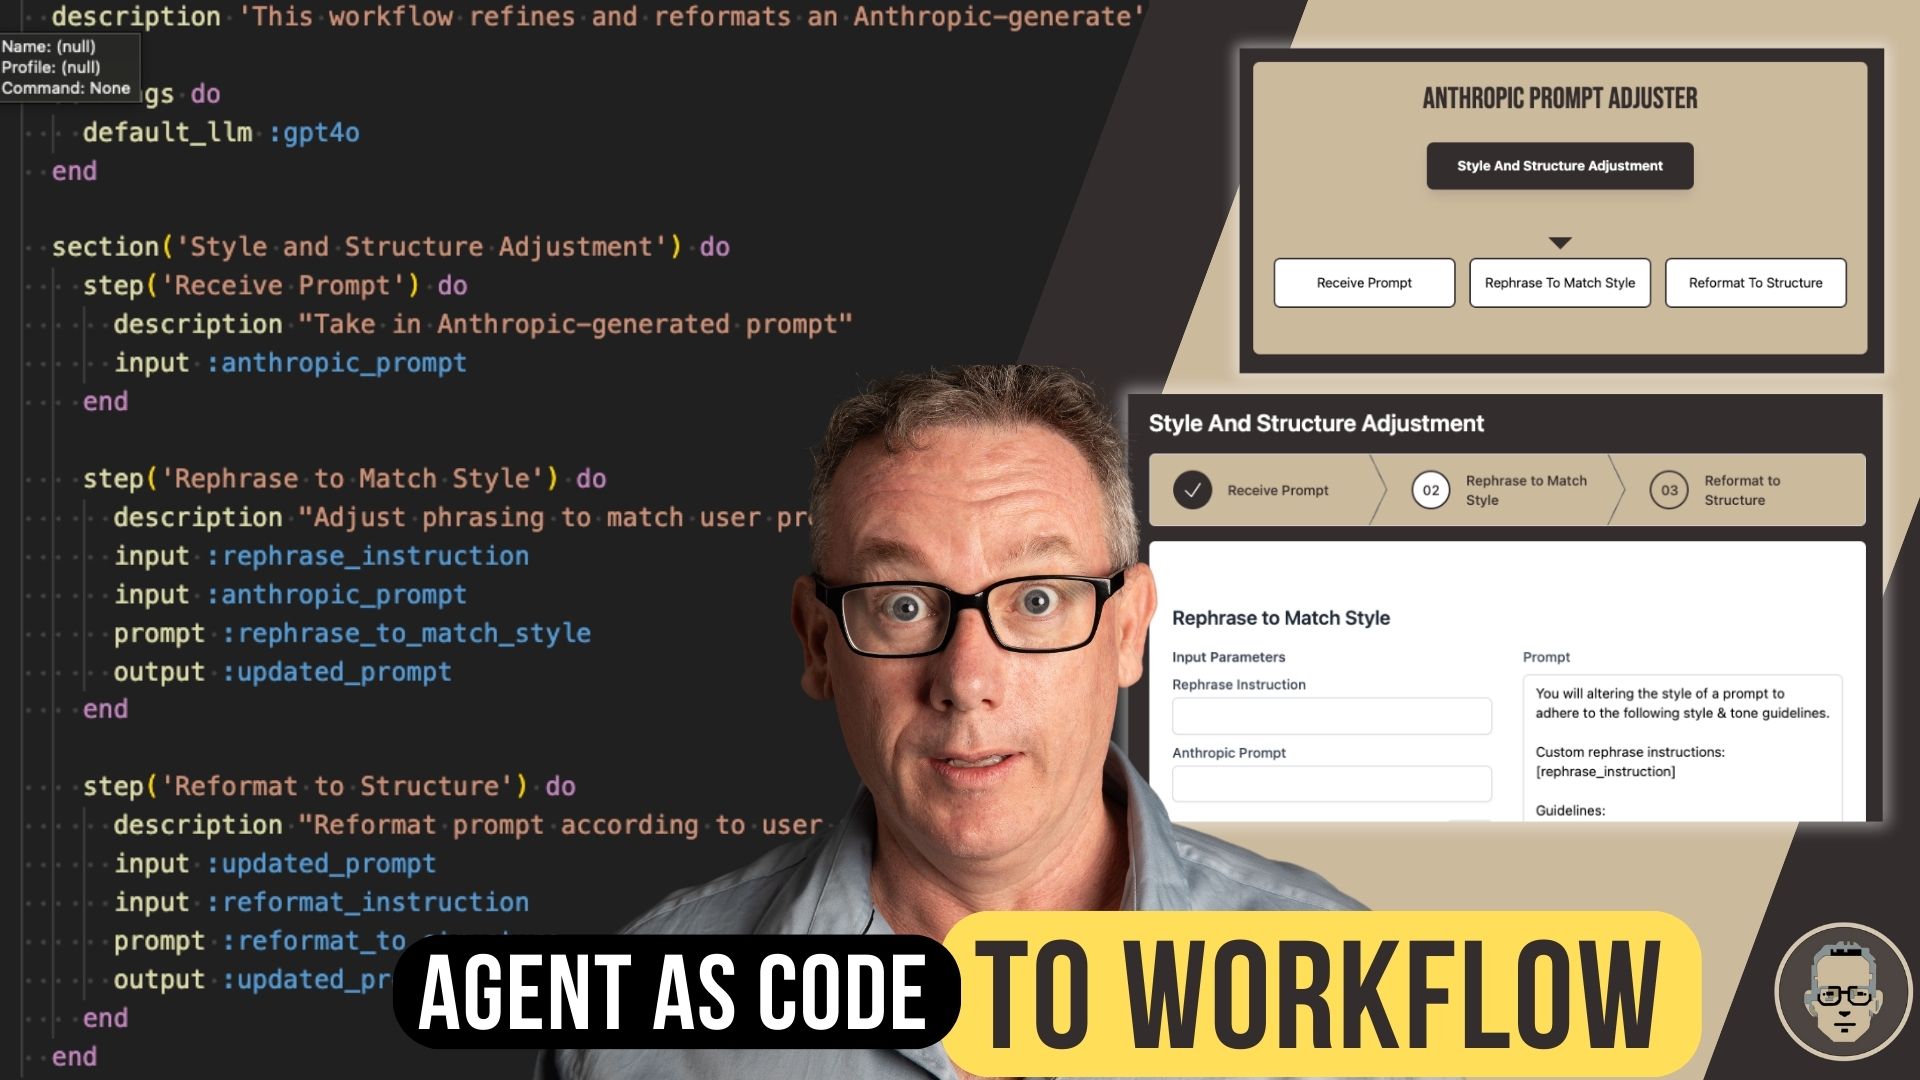 description 'This workflow refines and reformats an Anthropic-generate'
Name: (null)
Profile: (null)
Command: None
gs do
default_llm :gpt4o
end
section('Style and Structure Adjustment') do
step('Receive Prompt') do
description "Take in Anthropic-generated prompt"
input :anthropic_prompt
end
step('Rephrase to Match Style') do
description "Adjust phrasing to match user pr
input :rephrase_instruction
input :anthropic_prompt
prompt :rephrase_to_match_style
output :updated_prompt
end
step('Reformat to Structure') do
description "Reformat prompt according to user
input :updated_prompt
input :reformat_instruction
prompt :reformat_to
output :updated_pr
end
end
ANTHROPIC PROMPT ADJUSTER
Style And Structure Adjustment
Receive Prompt
Rephrase To Match Style
Reformat To Structure
Style And Structure Adjustment
Receive Prompt
02
Rephrase to Match
Style
03
Reformat to
Structure
Rephrase to Match Style
Input Parameters
Rephrase Instruction
Anthropic Prompt
Prompt
You will altering the style of a prompt to
adhere to the following style & tone guidelines.
Custom rephrase instructions:
[rephrase_instruction]
Guidelines:
AGENT AS CODE
TO WORKFLOW